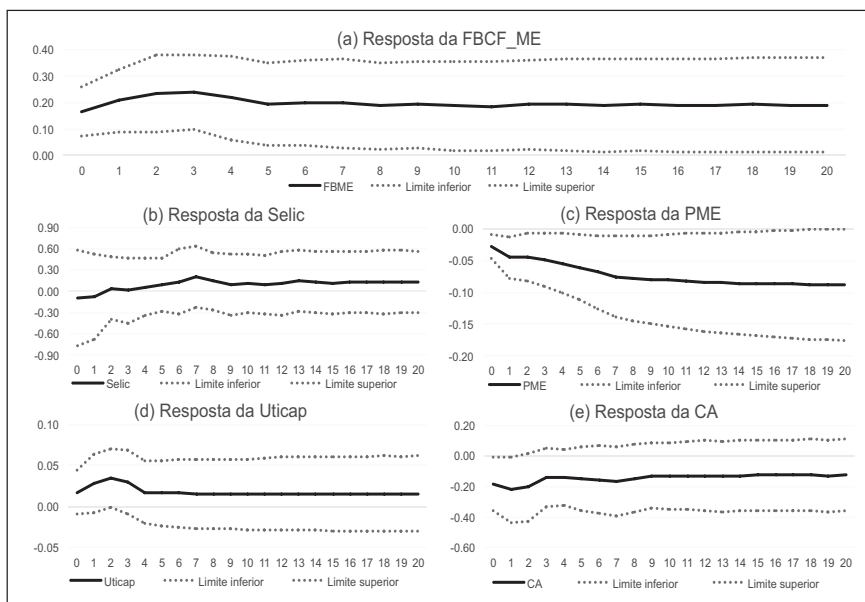 (a) Resposta da FBCF_ME
0.40
0.30
0.20
0.10
0.00
0 1 2 3 4 5 6 7 8 9 10 11 12 13 14 15 16 17 18 19 20
FBME Limite inferior Limite superior
(b) Resposta da Selic
0.90
0.60
0.30
0.00
-0.30
-0.60
-0.90
0 1 2 3 4 5 6 7 8 9 10 11 12 13 14 15 16 17 18 19 20
Selic Limite inferior Limite superior
(c) Resposta da PME
0.00
-0.05
-0.10
-0.15
-0.20
0 1 2 3 4 5 6 7 8 9 10 11 12 13 14 15 16 17 18 19 20
PME Limite inferior Limite superior
(d) Resposta da Uticap
0.10
0.05
0.00
-0.05
0 1 2 3 4 5 6 7 8 9 10 11 12 13 14 15 16 17 18 19 20
Uticap Limite inferior Limite superior
(e) Resposta da CA
0.20
0.00
-0.20
-0.40
-0.60
0 1 2 3 4 5 6 7 8 9 10 11 12 13 14 15 16 17 18 19 20
CA Limite inferior Limite superior